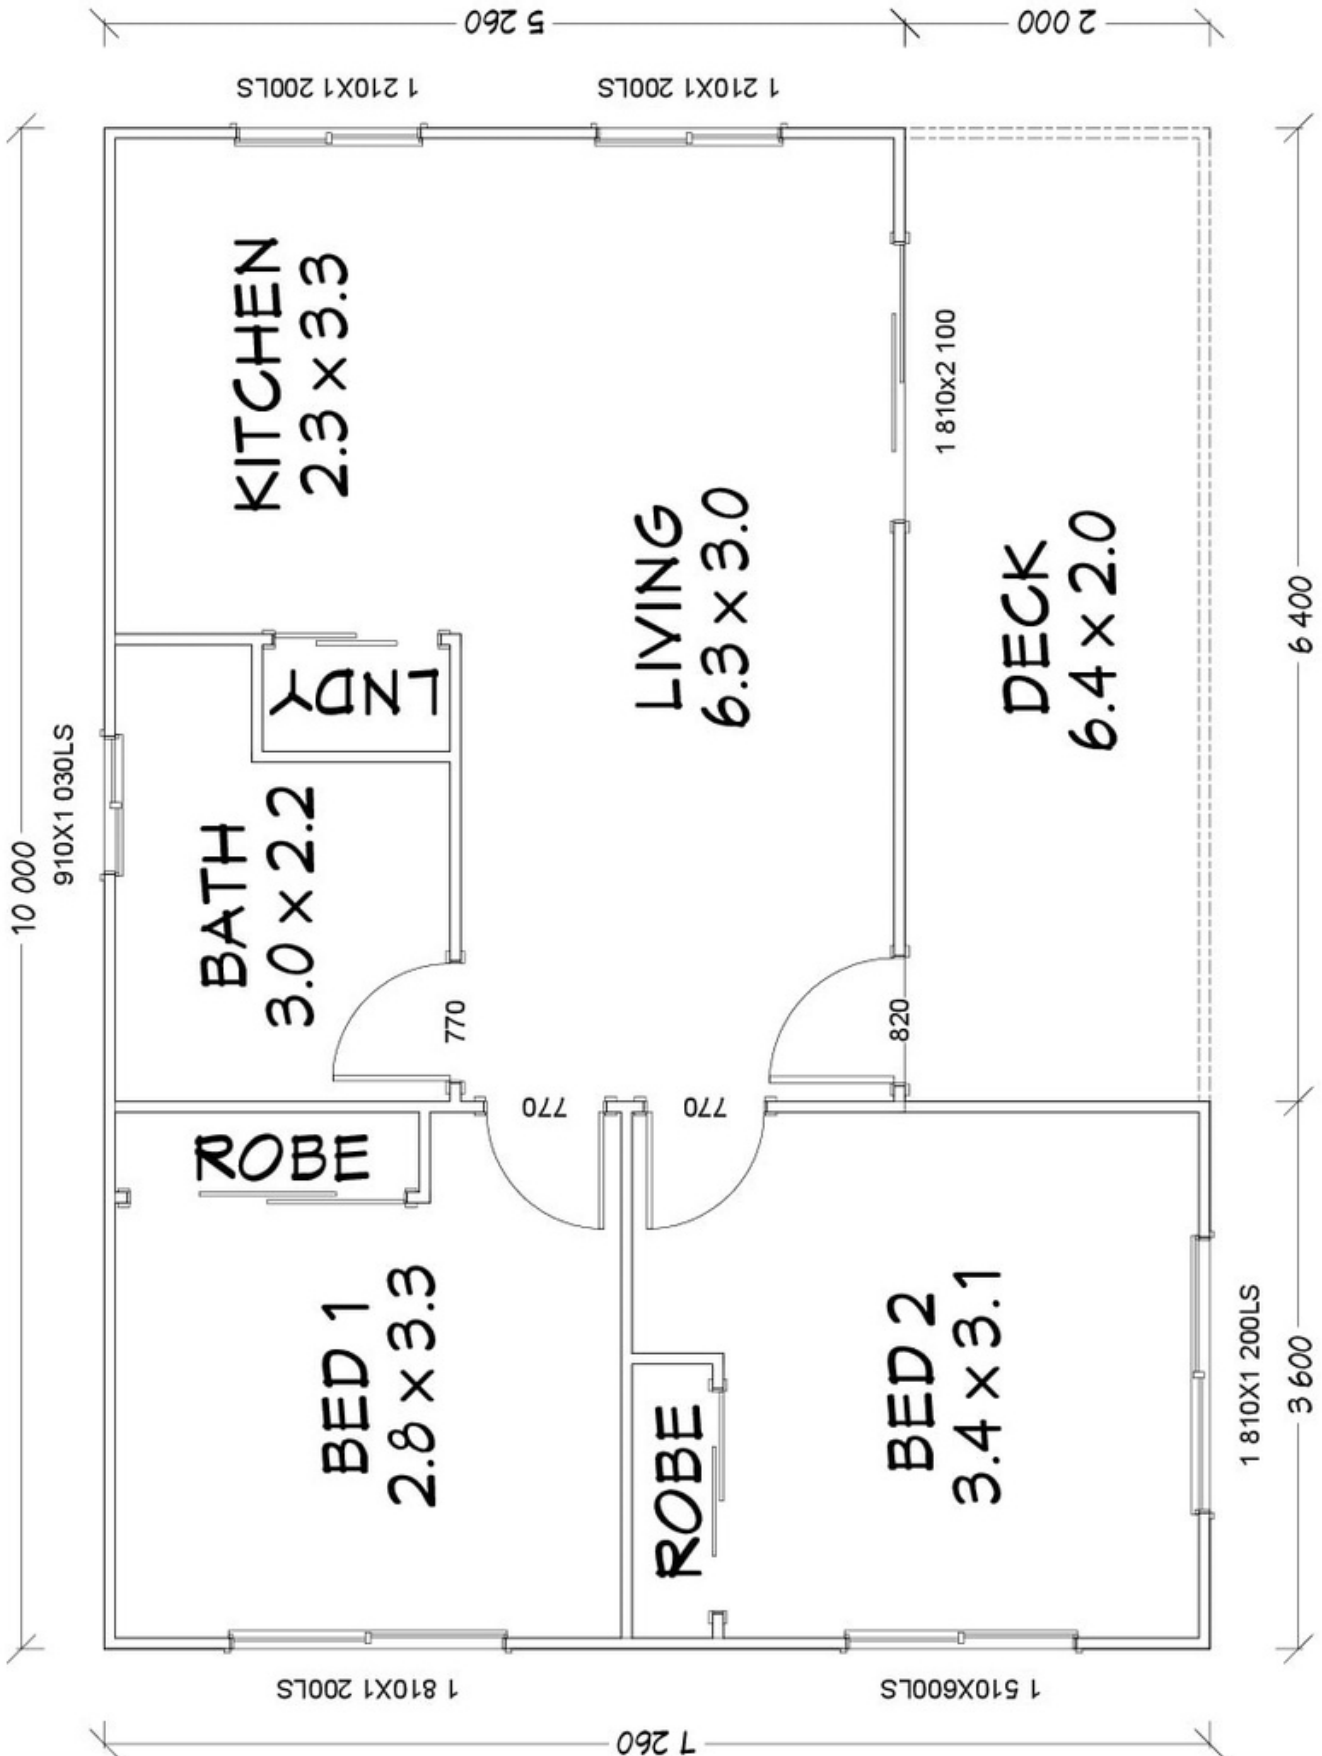 5 260
2 000
1 210X1 200LS
1 210X1 200LS
10 000
910X1 030LS
KITCHEN
2.3 x 3.3
LNDY
BATH
3.0 x 2.2
LIVING
6.3 x 3.0
1 810x2 100
DECK
6.4 x 2.0
6 400
770
820
770
770
ROBE
BED 1
2.8 x 3.3
ROBE
BED 2
3.4 x 3.1
1 810X1 200LS
3 600
1 810X1 200LS
1 510X600LS
7 260